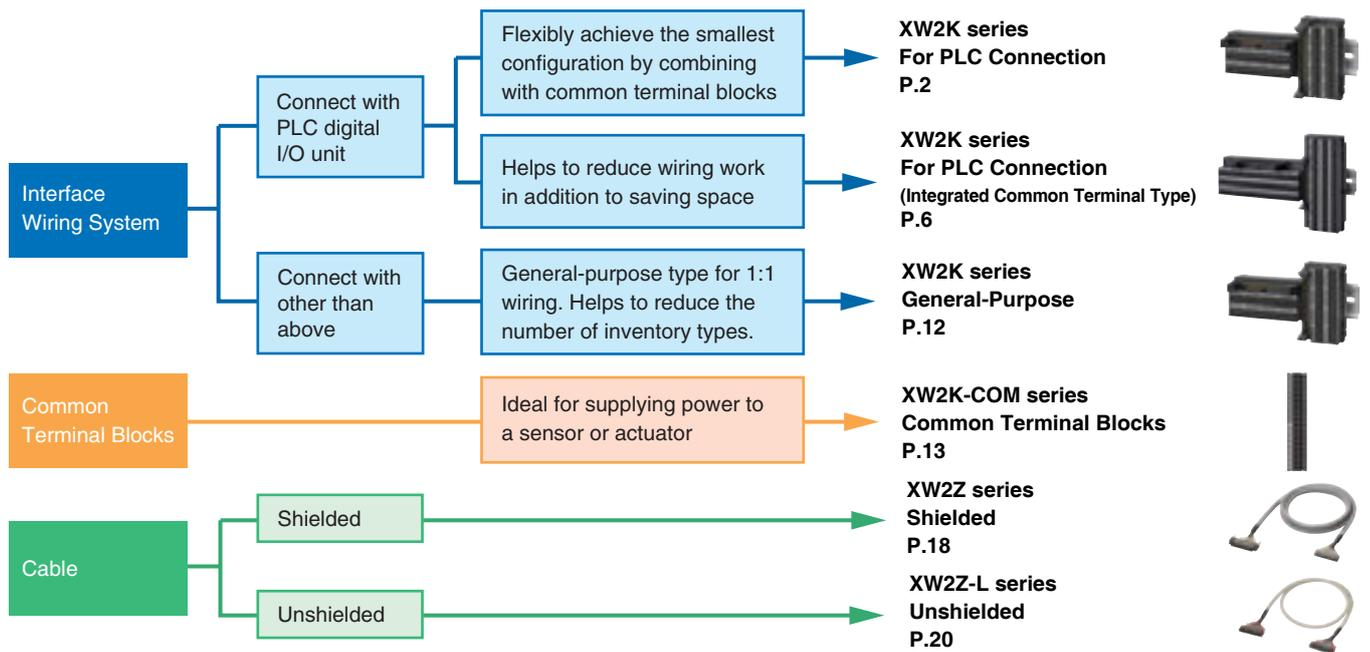 Interface
Wiring System
Connect with
PLC digital
I/O unit
Flexibly achieve the smallest
configuration by combining
with common terminal blocks
XW2K series
For PLC Connection
P.2
Helps to reduce wiring work
in addition to saving space
XW2K series
For PLC Connection
(Integrated Common Terminal Type)
P.6
Connect with
other than
above
General-purpose type for 1:1
wiring. Helps to reduce the
number of inventory types.
XW2K series
General-Purpose
P.12
Common
Terminal Blocks
Ideal for supplying power to
a sensor or actuator
XW2K-COM series
Common Terminal Blocks
P.13
Cable
Shielded
XW2Z series
Shielded
P.18
Unshielded
XW2Z-L series
Unshielded
P.20